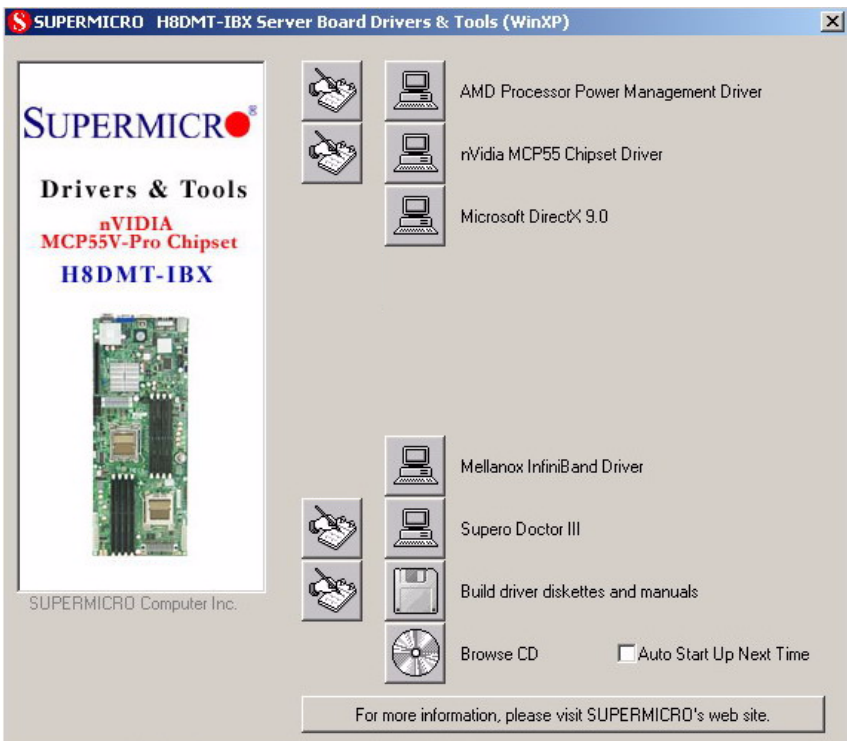 SUPERMICRO H8DMT-IBX Server Board Drivers & Tools (WinXP)
SUPERMICRO®
Drivers & Tools
nVIDIA
MCP55V-Pro Chipset
H8DMT-IBX
SUPERMICRO Computer Inc.
AMD Processor Power Management Driver
nVidia MCP55 Chipset Driver
Microsoft DirectX 9.0
Mellanox InfiniBand Driver
Supero Doctor III
Build driver diskettes and manuals
Browse CD
Auto Start Up Next Time
For more information, please visit SUPERMICRO's web site.